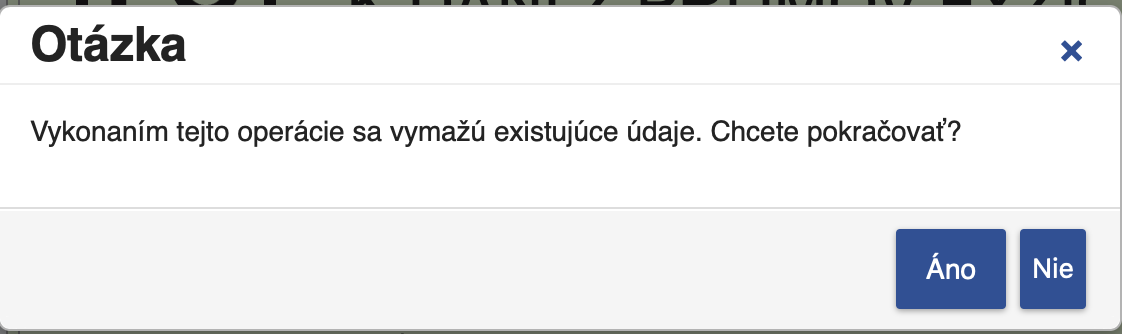 Otázka
Vykonaním tejto operácie sa vymažú existujúce údaje. Chcete pokračovať?
Áno
Nie